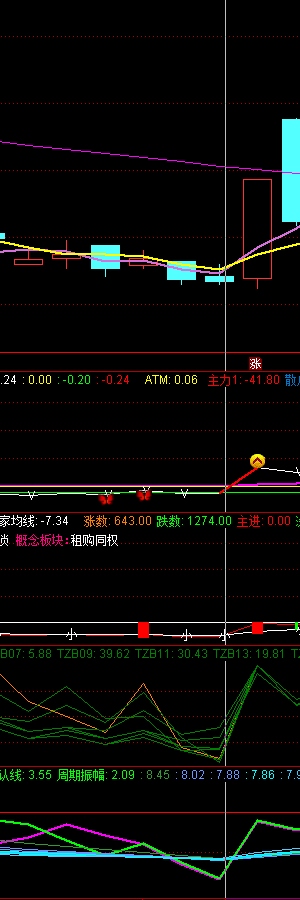 涨
.24 : 0.00 : -0.20 : -0.24 ATM: 0.06 主力1: -41.80 散
家均线: -7.34 涨数: 643.00 跌数: 1274.00 主进: 0.00
概念板块: 租购同权
小 小 小
B07: 5.88 TZB09: 39.62 TZB11: 30.43 TZB13: 19.81 TZ
认线: 3.55 周期振幅: 2.09 : 8.45 : 8.02 : 7.88 : 7.86 : 7.9